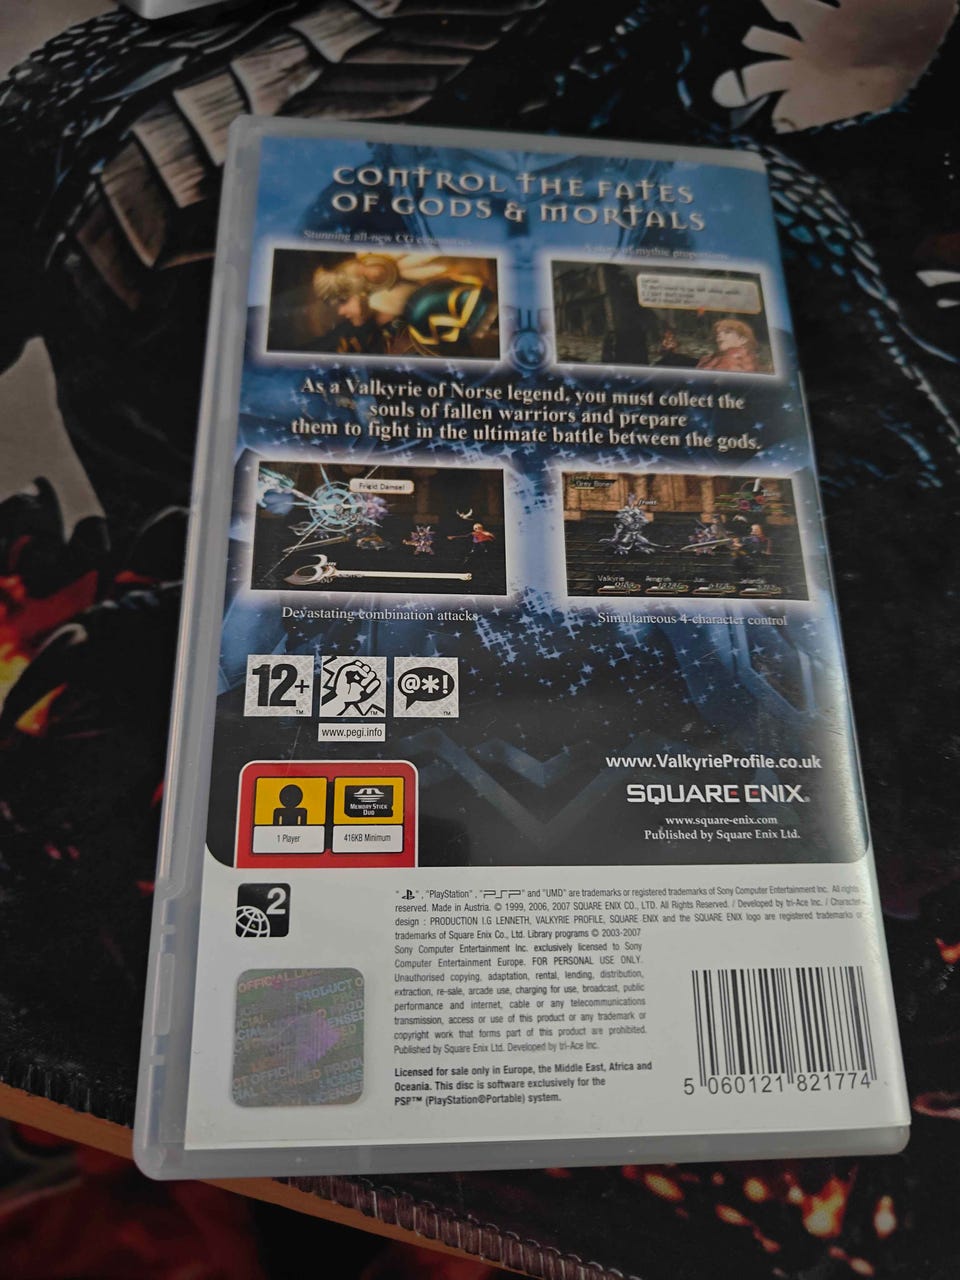 CONTROL THE FATES
OF GODS & MORTALS
Stunning all-new CG cinematics
A story of mythic proportions
As a Valkyrie of Norse legend, you must collect the
souls of fallen warriors and prepare
them to fight in the ultimate battle between the gods.
Frigid Damsel
Grey Bone
Valkyrie Arngrim Jun Jelanda
Devastating combination attacks
Simultaneous 4-character control
12+
@*!
www.pegi.info
www.ValkyrieProfile.co.uk
SQUARE ENIX
www.square-enix.com
Published by Square Enix Ltd.
MEMORY STICK
DUO
1 Player
416KB Minimum
2
" ", "PlayStation", "PSP" and "UMD" are trademarks or registered trademarks of Sony Computer Entertainment Inc. All rights
reserved. Made in Austria. © 1999, 2006, 2007 SQUARE ENIX CO., LTD. All Rights Reserved. / Developed by tri-Ace Inc. / Character
design : PRODUCTION I.G LENNETH, VALKYRIE PROFILE, SQUARE ENIX and the SQUARE ENIX logo are registered trademarks or
trademarks of Square Enix Co., Ltd. Library programs © 2003-2007
Sony Computer Entertainment Inc. exclusively licensed to Sony
Computer Entertainment Europe. FOR PERSONAL USE ONLY.
Unauthorised copying, adaptation, rental, lending, distribution,
extraction, re-sale, arcade use, charging for use, broadcast, public
performance and internet, cable or any telecommunications
transmission, access or use of this product or any trademark or
copyright work that forms part of this product are prohibited.
Published by Square Enix Ltd. Developed by tri-Ace Inc.
Licensed for sale only in Europe, the Middle East, Africa and
Oceania. This disc is software exclusively for the
PSP™ (PlayStation®Portable) system.
5 060121 821774